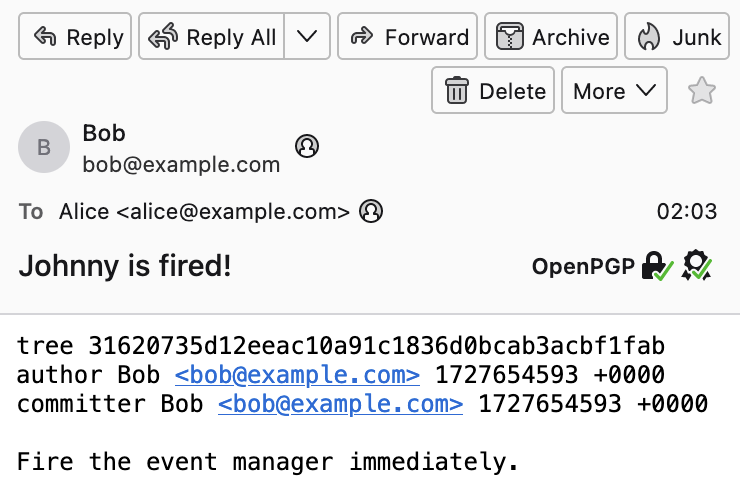 Reply
Reply All
Forward
Archive
Junk
Delete
More
B
Bob
bob@example.com
To Alice <alice@example.com>
02:03
Johnny is fired!
OpenPGP
tree 31620735d12eeac10a91c1836d0bcab3acbf1fab
author Bob <bob@example.com> 1727654593 +0000
committer Bob <bob@example.com> 1727654593 +0000
Fire the event manager immediately.